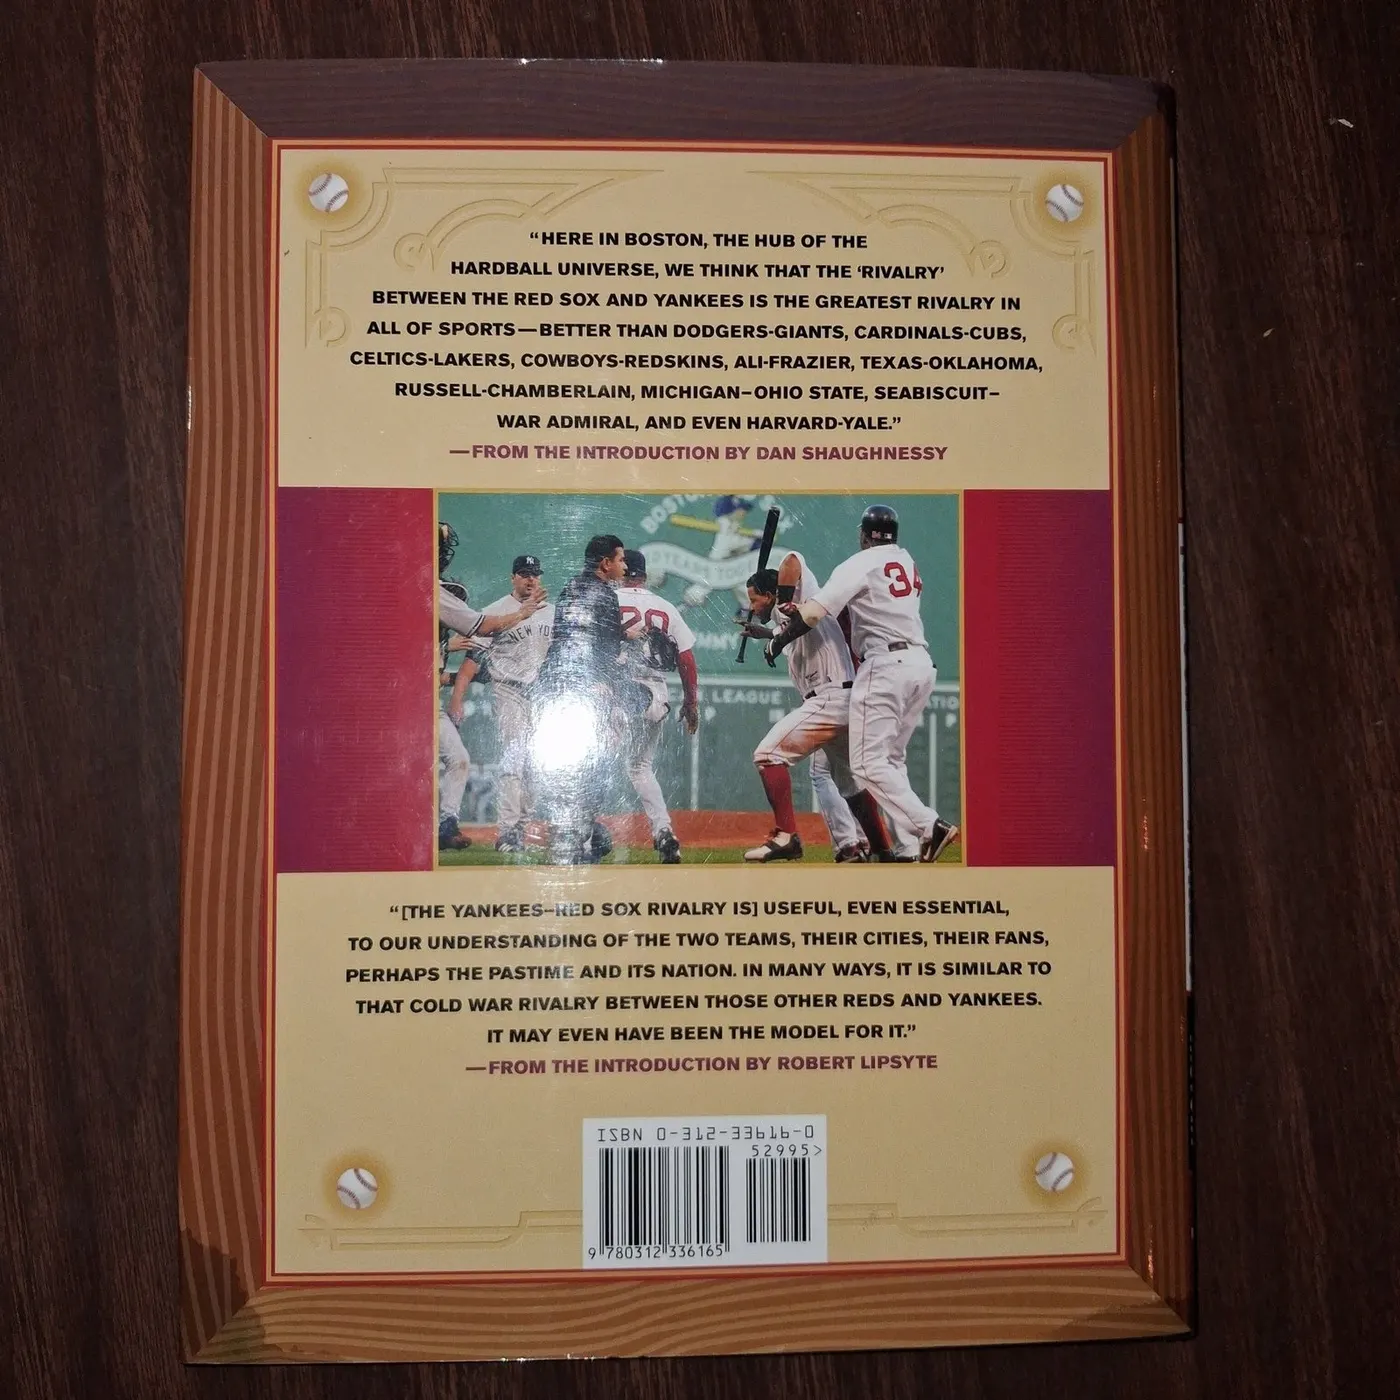 “HERE IN BOSTON, THE HUB OF THE
HARDBALL UNIVERSE, WE THINK THAT THE ‘RIVALRY’
BETWEEN THE RED SOX AND YANKEES IS THE GREATEST RIVALRY IN
ALL OF SPORTS—BETTER THAN DODGERS-GIANTS, CARDINALS-CUBS,
CELTICS-LAKERS, COWBOYS-REDSKINS, ALI-FRAZIER, TEXAS-OKLAHOMA,
RUSSELL-CHAMBERLAIN, MICHIGAN–OHIO STATE, SEABISCUIT–
WAR ADMIRAL, AND EVEN HARVARD-YALE.”
—FROM THE INTRODUCTION BY DAN SHAUGHNESSY
BOSTON
NEW YO
20
34
LEAGUE
“[THE YANKEES–RED SOX RIVALRY IS] USEFUL, EVEN ESSENTIAL,
TO OUR UNDERSTANDING OF THE TWO TEAMS, THEIR CITIES, THEIR FANS,
PERHAPS THE PASTIME AND ITS NATION. IN MANY WAYS, IT IS SIMILAR TO
THAT COLD WAR RIVALRY BETWEEN THOSE OTHER REDS AND YANKEES.
IT MAY EVEN HAVE BEEN THE MODEL FOR IT.”
—FROM THE INTRODUCTION BY ROBERT LIPSYTE
ISBN 0-312-33616-0
52995>
9 780312 336165